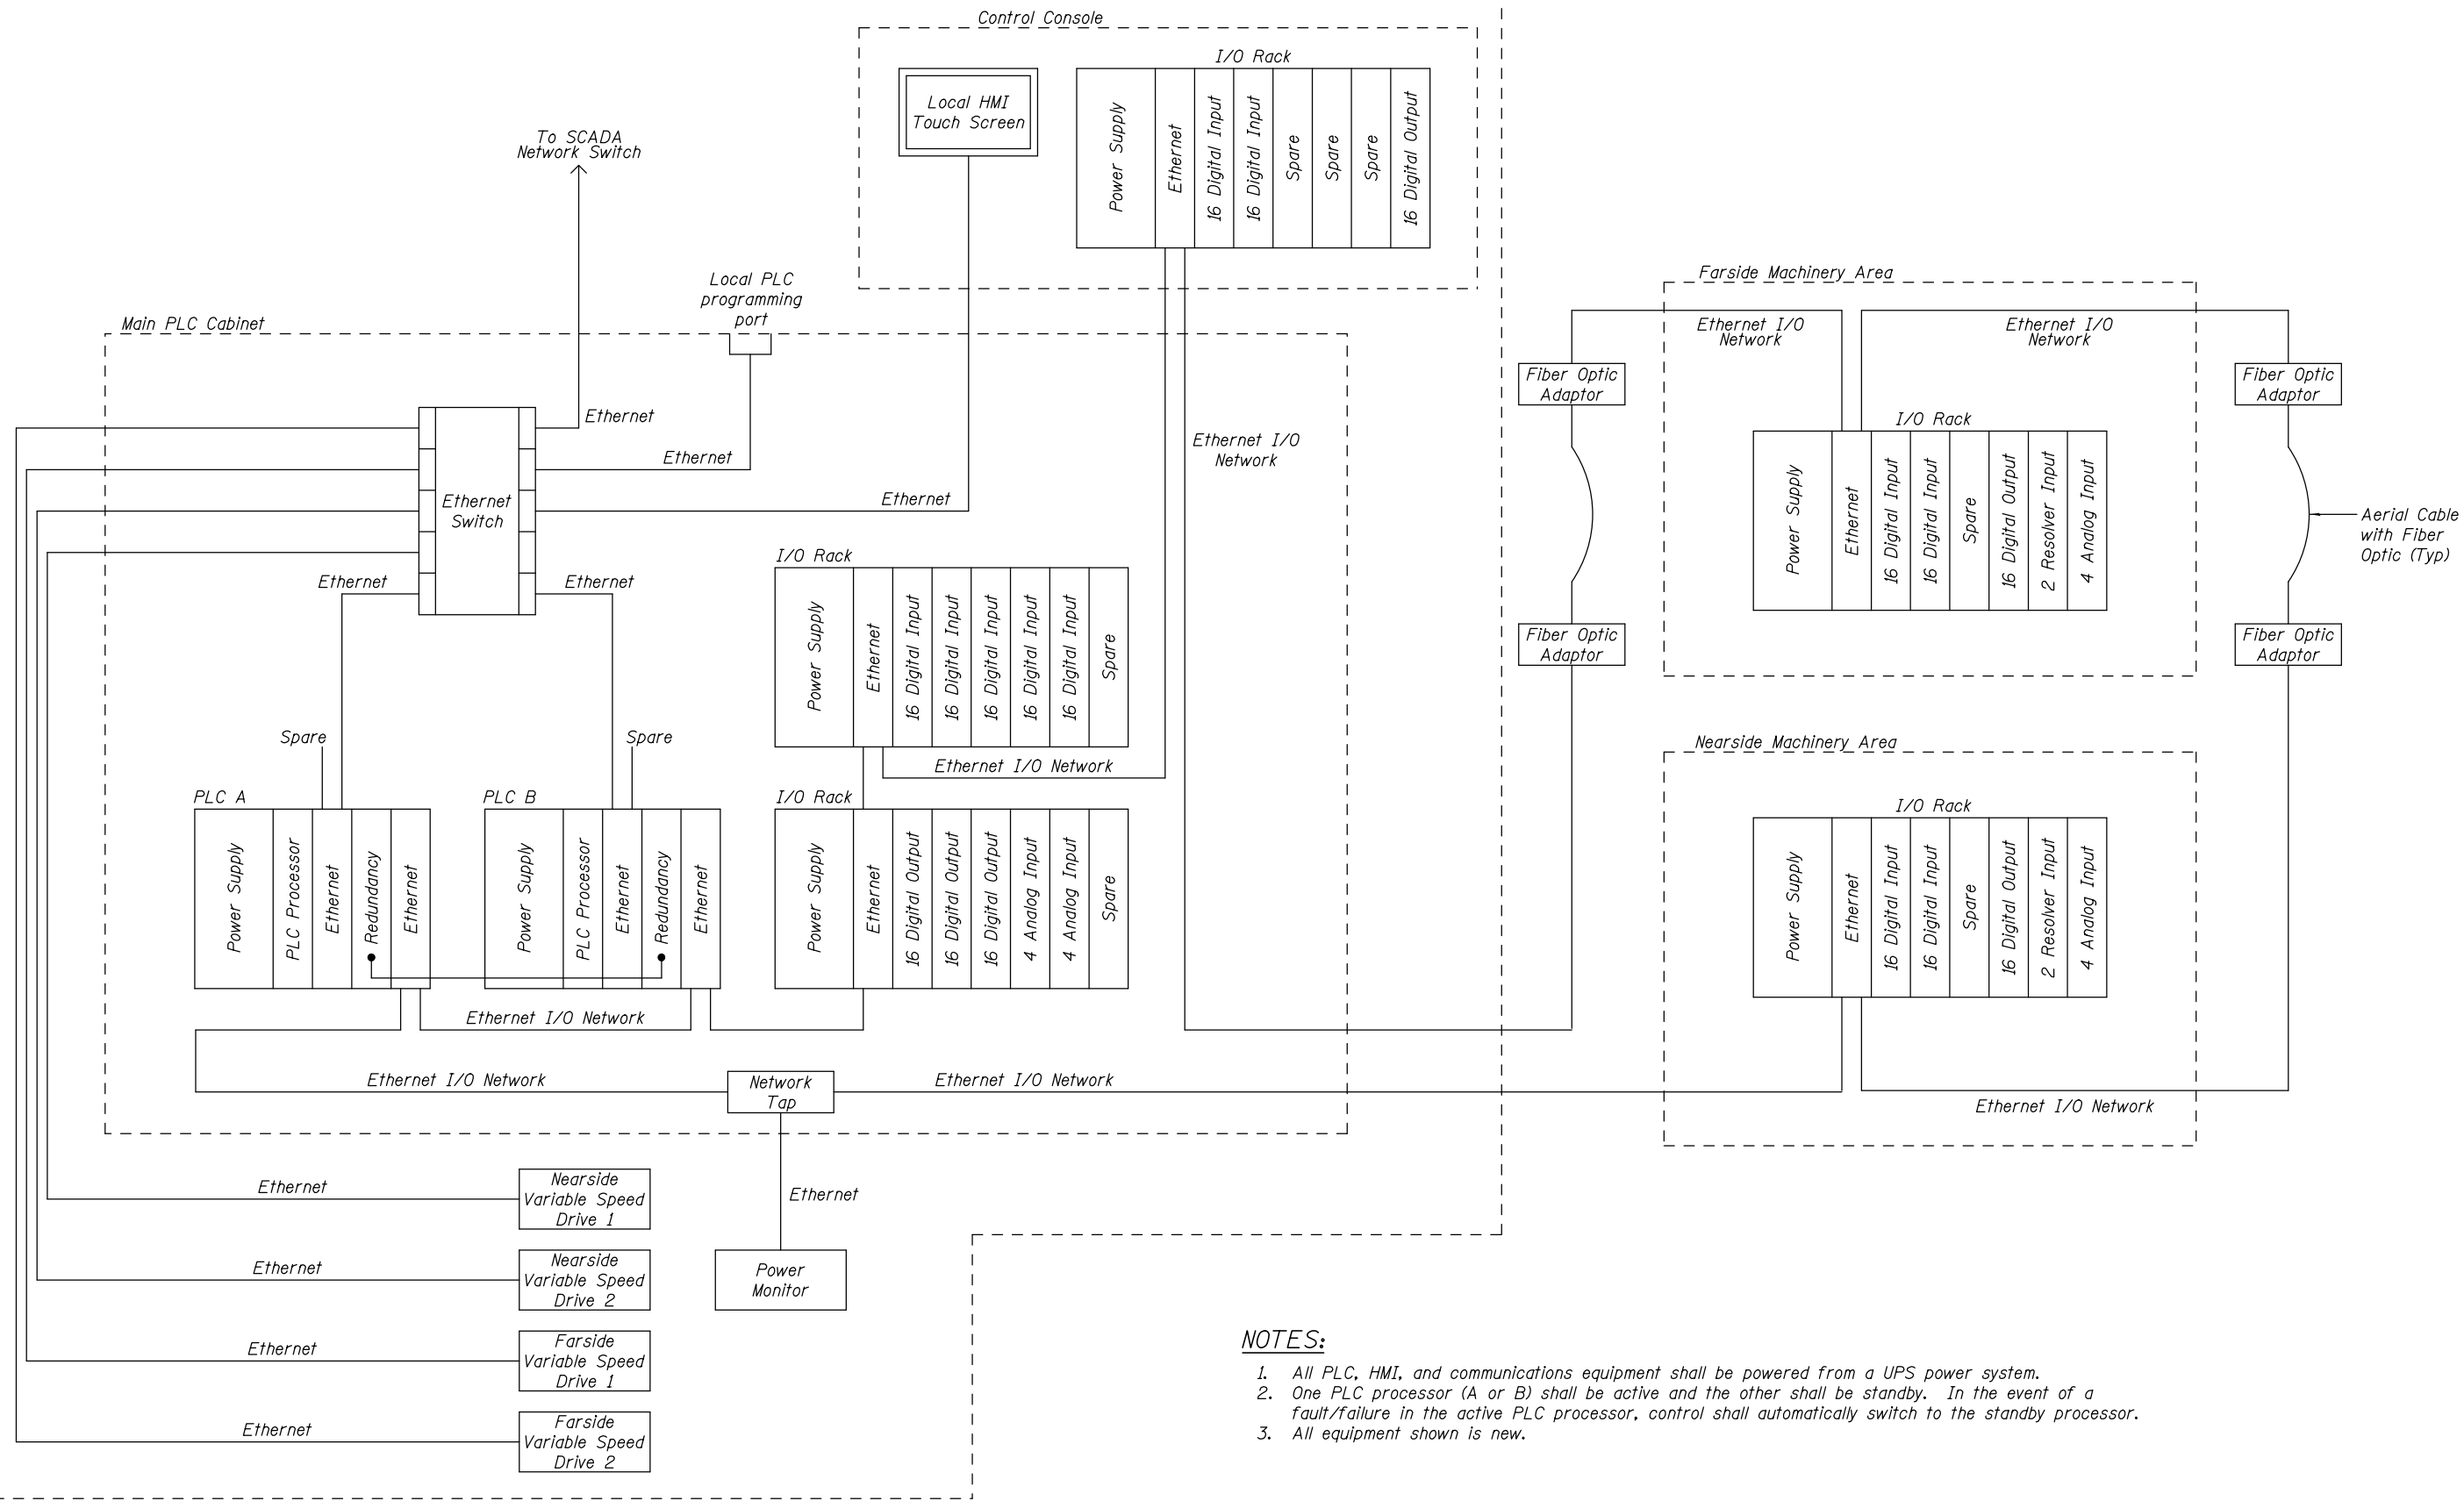 Control Console
I/O Rack
Local HMI
Touch Screen
Power Supply
Ethernet
16 Digital Input
16 Digital Input
Spare
Spare
Spare
16 Digital Output
To SCADA
Network Switch
Local PLC
programming
port
Main PLC Cabinet
Ethernet
Ethernet
Ethernet
Ethernet
Switch
Ethernet
Ethernet
Ethernet I/O
Network
I/O Rack
Power Supply
Ethernet
16 Digital Input
16 Digital Input
16 Digital Input
16 Digital Input
16 Digital Input
Spare
Ethernet I/O Network
Spare
Spare
PLC A
Power Supply
PLC Processor
Ethernet
Redundancy
Ethernet
PLC B
Power Supply
PLC Processor
Ethernet
Redundancy
Ethernet
I/O Rack
Power Supply
Ethernet
16 Digital Output
16 Digital Output
16 Digital Output
4 Analog Input
4 Analog Input
Spare
Ethernet I/O Network
Ethernet I/O Network
Network
Tap
Ethernet I/O Network
Ethernet
Power
Monitor
Ethernet
Nearside
Variable Speed
Drive 1
Ethernet
Nearside
Variable Speed
Drive 2
Ethernet
Farside
Variable Speed
Drive 1
Ethernet
Farside
Variable Speed
Drive 2
Farside Machinery Area
Ethernet I/O
Network
Ethernet I/O
Network
Fiber Optic
Adaptor
Fiber Optic
Adaptor
I/O Rack
Power Supply
Ethernet
16 Digital Input
16 Digital Input
Spare
16 Digital Output
2 Resolver Input
4 Analog Input
Aerial Cable
with Fiber
Optic (Typ)
Fiber Optic
Adaptor
Fiber Optic
Adaptor
Nearside Machinery Area
I/O Rack
Power Supply
Ethernet
16 Digital Input
16 Digital Input
Spare
16 Digital Output
2 Resolver Input
4 Analog Input
Ethernet I/O Network
NOTES:
1. All PLC, HMI, and communications equipment shall be powered from a UPS power system.
2. One PLC processor (A or B) shall be active and the other shall be standby. In the event of a
fault/failure in the active PLC processor, control shall automatically switch to the standby processor.
3. All equipment shown is new.